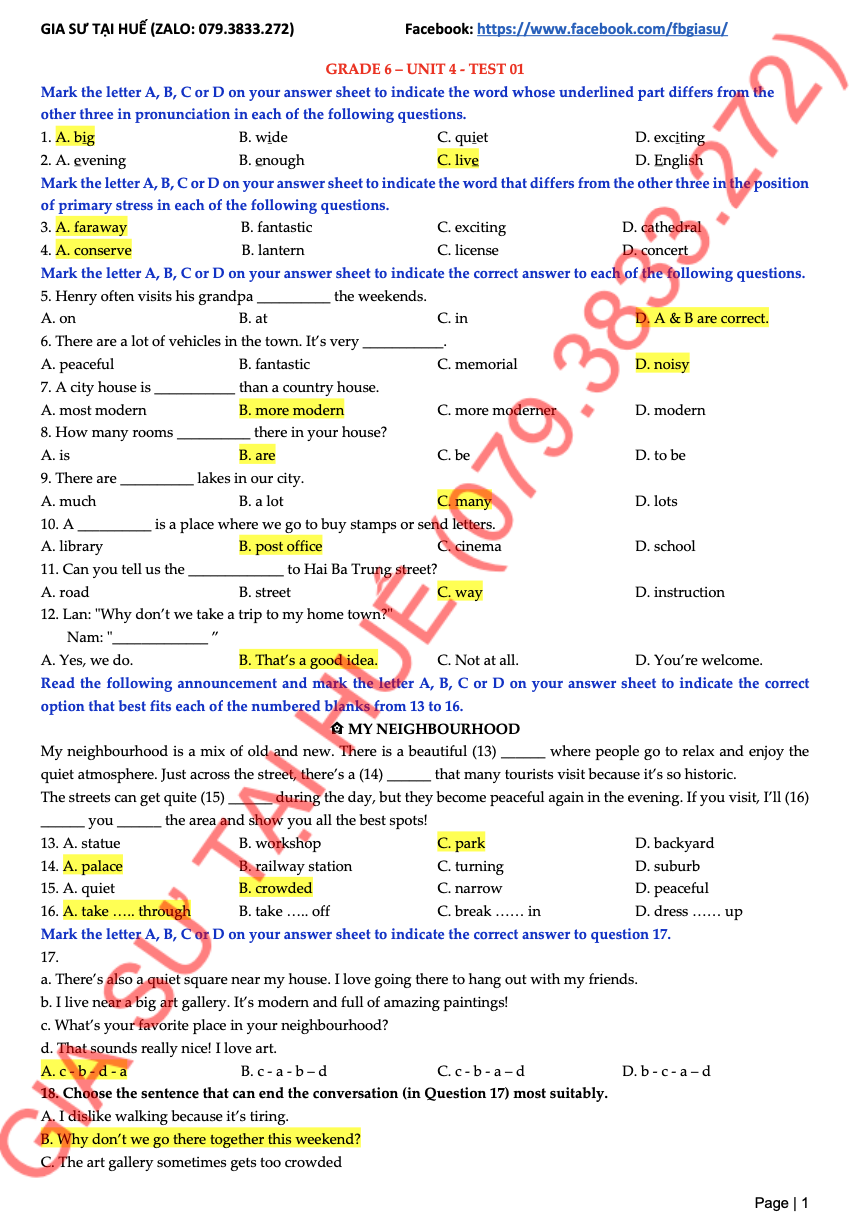 GIA SƯ TẠI HUẾ (ZALO: 079.3833.272) Facebook: https://www.facebook.com/fbgiasu/
GRADE 6 – UNIT 4 - TEST 01
Mark the letter A, B, C or D on your answer sheet to indicate the word whose underlined part differs from the
other three in pronunciation in each of the following questions.
1. A. big B. wide C. quiet D. exciting
2. A. evening B. enough C. live D. English
Mark the letter A, B, C or D on your answer sheet to indicate the word that differs from the other three in the position
of primary stress in each of the following questions.
3. A. faraway B. fantastic C. exciting D. cathedral
4. A. conserve B. lantern C. license D. concert
Mark the letter A, B, C or D on your answer sheet to indicate the correct answer to each of the following questions.
5. Henry often visits his grandpa __________ the weekends.
A. on B. at C. in D. A & B are correct.
6. There are a lot of vehicles in the town. It’s very ___________.
A. peaceful B. fantastic C. memorial D. noisy
7. A city house is ___________ than a country house.
A. most modern B. more modern C. more moderner D. modern
8. How many rooms __________ there in your house?
A. is B. are C. be D. to be
9. There are __________ lakes in our city.
A. much B. a lot C. many D. lots
10. A __________ is a place where we go to buy stamps or send letters.
A. library B. post office C. cinema D. school
11. Can you tell us the _____________ to Hai Ba Trung street?
A. road B. street C. way D. instruction
12. Lan: "Why don’t we take a trip to my home town?"
Nam: "_____________ ”
A. Yes, we do. B. That’s a good idea. C. Not at all. D. You’re welcome.
Read the following announcement and mark the letter A, B, C or D on your answer sheet to indicate the correct
option that best fits each of the numbered blanks from 13 to 16.
MY NEIGHBOURHOOD
My neighbourhood is a mix of old and new. There is a beautiful (13) ______ where people go to relax and enjoy the
quiet atmosphere. Just across the street, there’s a (14) ______ that many tourists visit because it’s so historic.
The streets can get quite (15) ______ during the day, but they become peaceful again in the evening. If you visit, I’ll (16)
______ you ______ the area and show you all the best spots!
13. A. statue B. workshop C. park D. backyard
14. A. palace B. railway station C. turning D. suburb
15. A. quiet B. crowded C. narrow D. peaceful
16. A. take ….. through B. take ….. off C. break …… in D. dress …… up
Mark the letter A, B, C or D on your answer sheet to indicate the correct answer to question 17.
17.
a. There’s also a quiet square near my house. I love going there to hang out with my friends.
b. I live near a big art gallery. It’s modern and full of amazing paintings!
c. What’s your favorite place in your neighbourhood?
d. That sounds really nice! I love art.
A. c - b - d - a B. c - a - b – d C. c - b - a – d D. b - c - a – d
18. Choose the sentence that can end the conversation (in Question 17) most suitably.
A. I dislike walking because it’s tiring.
B. Why don’t we go there together this weekend?
C. The art gallery sometimes gets too crowded
Page | 1
GIA SƯ TẠI HUẾ (079.3833.272)